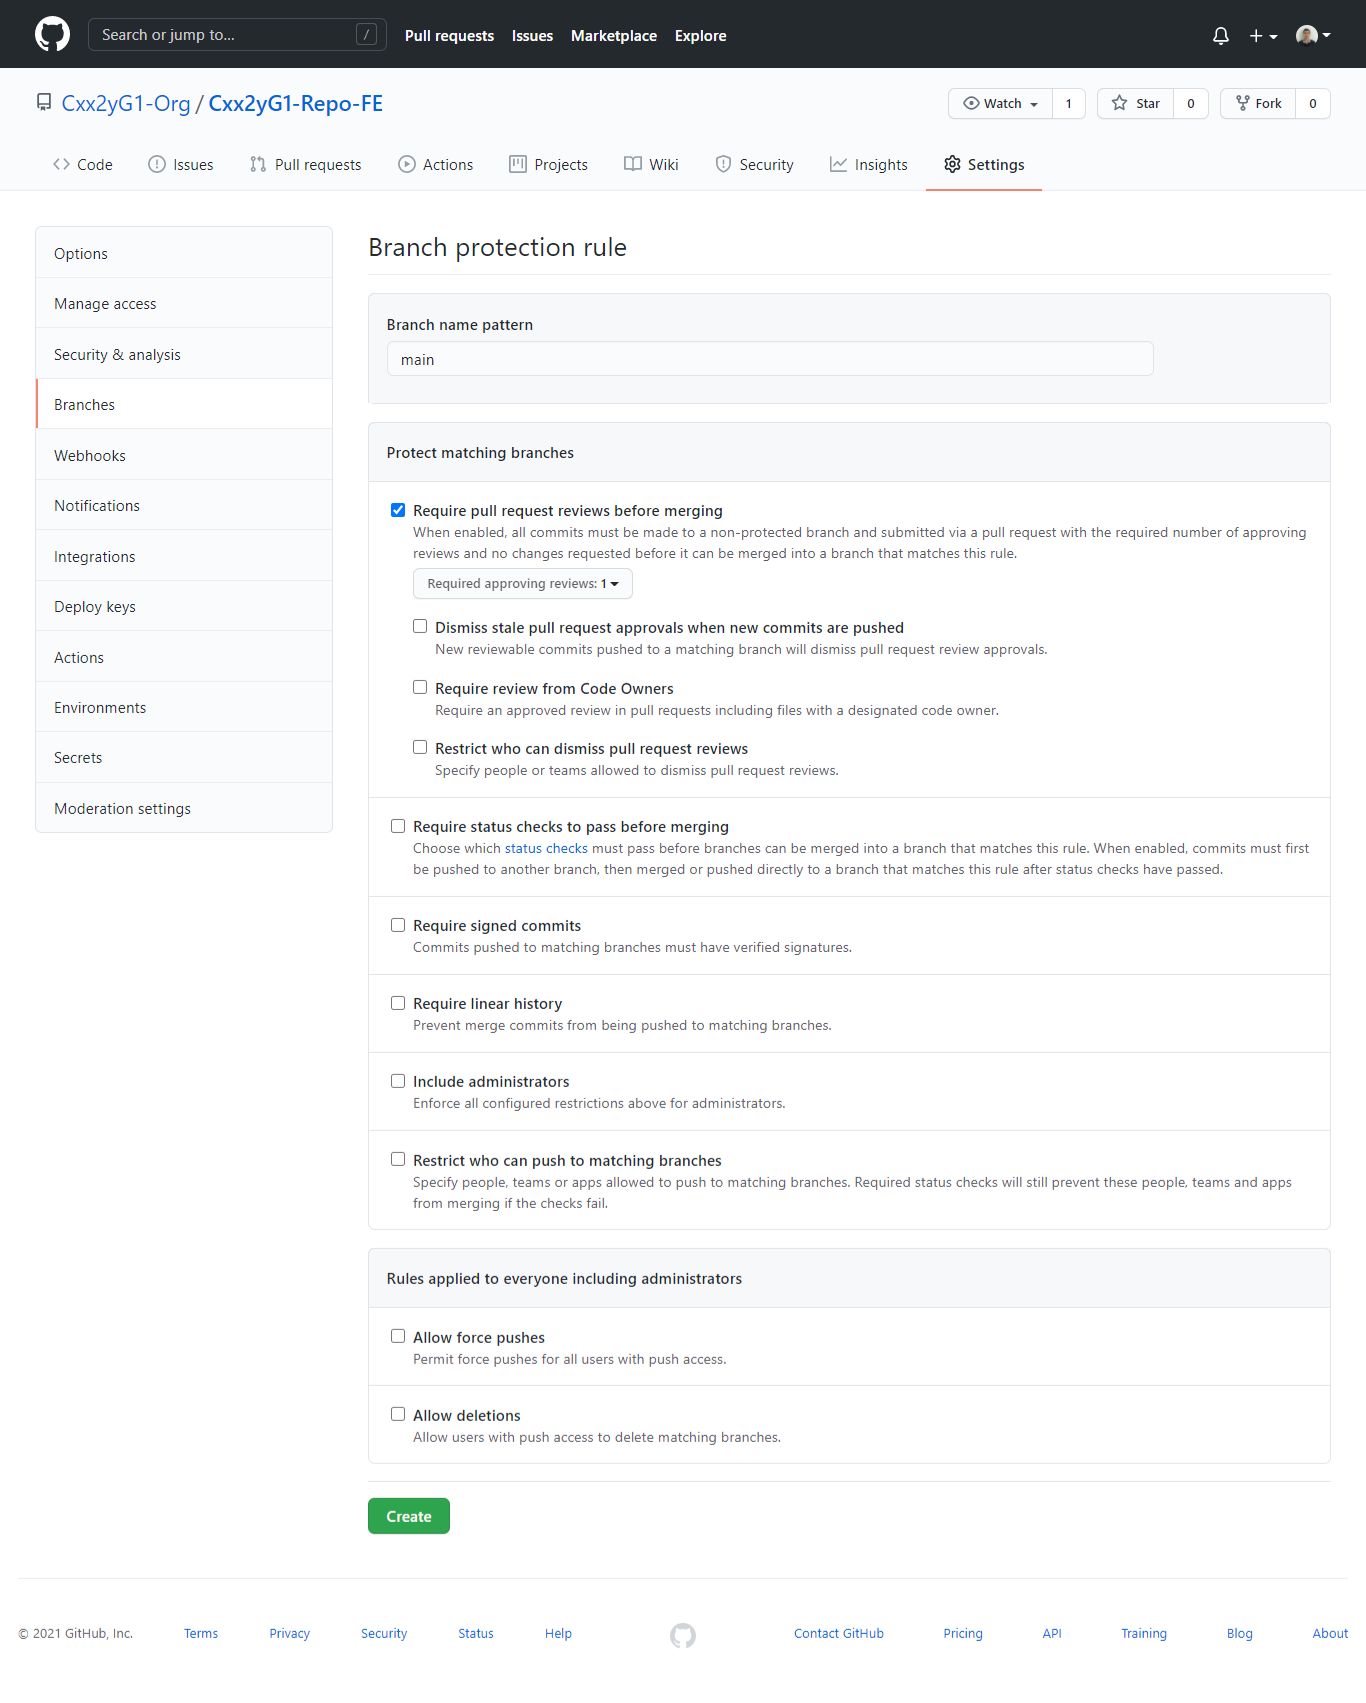 Search or jump to...
/
Pull requests
Issues
Marketplace
Explore
Cxx2yG1-Org / Cxx2yG1-Repo-FE
Watch
1
Star
0
Fork
0
Code
Issues
Pull requests
Actions
Projects
Wiki
Security
Insights
Settings
Options
Manage access
Security & analysis
Branches
Webhooks
Notifications
Integrations
Deploy keys
Actions
Environments
Secrets
Moderation settings
Branch protection rule
Branch name pattern
main
Protect matching branches
Require pull request reviews before merging
When enabled, all commits must be made to a non-protected branch and submitted via a pull request with the required number of approving
reviews and no changes requested before it can be merged into a branch that matches this rule.
Required approving reviews: 1
Dismiss stale pull request approvals when new commits are pushed
New reviewable commits pushed to a matching branch will dismiss pull request review approvals.
Require review from Code Owners
Require an approved review in pull requests including files with a designated code owner.
Restrict who can dismiss pull request reviews
Specify people or teams allowed to dismiss pull request reviews.
Require status checks to pass before merging
Choose which status checks must pass before branches can be merged into a branch that matches this rule. When enabled, commits must first
be pushed to another branch, then merged or pushed directly to a branch that matches this rule after status checks have passed.
Require signed commits
Commits pushed to matching branches must have verified signatures.
Require linear history
Prevent merge commits from being pushed to matching branches.
Include administrators
Enforce all configured restrictions above for administrators.
Restrict who can push to matching branches
Specify people, teams or apps allowed to push to matching branches. Required status checks will still prevent these people, teams and apps
from merging if the checks fail.
Rules applied to everyone including administrators
Allow force pushes
Permit force pushes for all users with push access.
Allow deletions
Allow users with push access to delete matching branches.
Create
© 2021 GitHub, Inc.
Terms
Privacy
Security
Status
Help
Contact GitHub
Pricing
API
Training
Blog
About